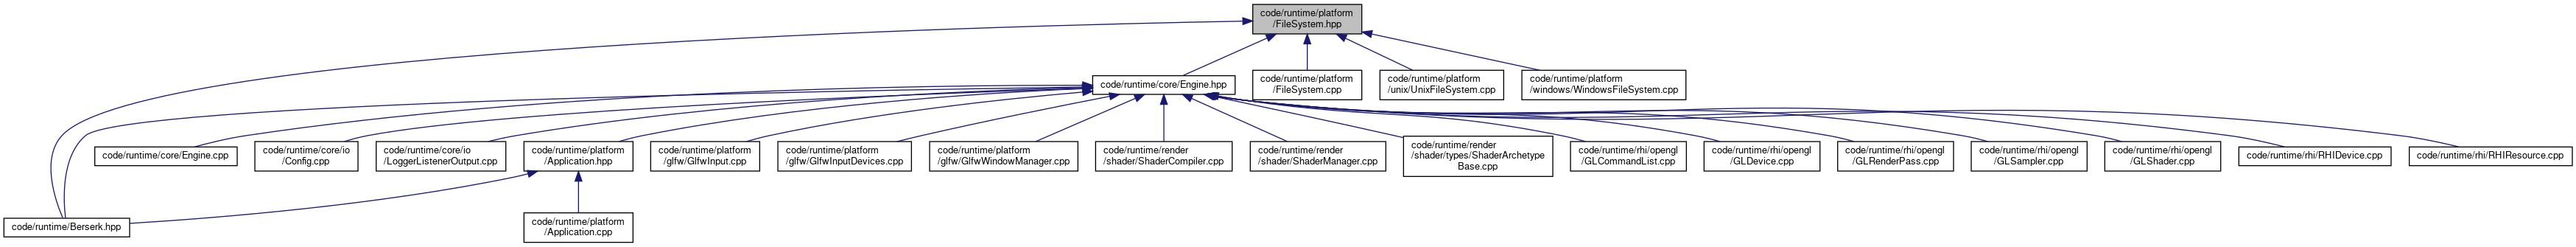 code/runtime/platform
/FileSystem.hpp
code/runtime/core/Engine.hpp
code/runtime/platform
/FileSystem.cpp
code/runtime/platform
/unix/UnixFileSystem.cpp
code/runtime/platform
/windows/WindowsFileSystem.cpp
code/runtime/core/Engine.cpp
code/runtime/core/io
/Config.cpp
code/runtime/core/io
/LoggerListenerOutput.cpp
code/runtime/platform
/Application.hpp
code/runtime/platform
/glfw/GlfwInput.cpp
code/runtime/platform
/glfw/GlfwInputDevices.cpp
code/runtime/platform
/glfw/GlfwWindowManager.cpp
code/runtime/render
/shader/ShaderCompiler.cpp
code/runtime/render
/shader/ShaderManager.cpp
code/runtime/render
/shader/types/ShaderArchetype
Base.cpp
code/runtime/rhi/opengl
/GLCommandList.cpp
code/runtime/rhi/opengl
/GLDevice.cpp
code/runtime/rhi/opengl
/GLRenderPass.cpp
code/runtime/rhi/opengl
/GLSampler.cpp
code/runtime/rhi/opengl
/GLShader.cpp
code/runtime/rhi/RHIDevice.cpp
code/runtime/rhi/RHIResource.cpp
code/runtime/Berserk.hpp
code/runtime/platform
/Application.cpp